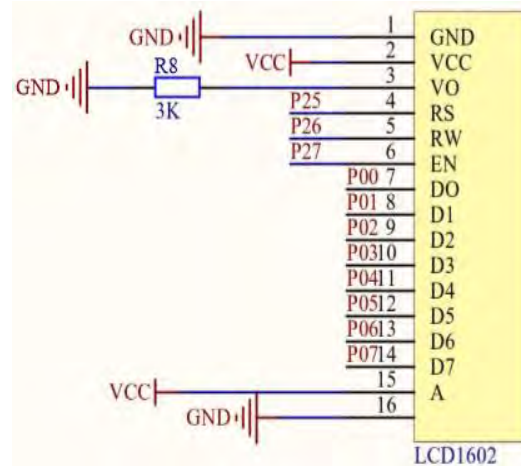 GND 1 GND
VCC 2 VCC
R8
GND 3 VO
3K
P25 4 RS
P26 5 RW
P27 6 EN
P00 7 DO
P01 8 D1
P02 9 D2
P03 10 D3
P04 11 D4
P05 12 D5
P06 13 D6
P07 14 D7
VCC 15 A
GND 16
LCD1602